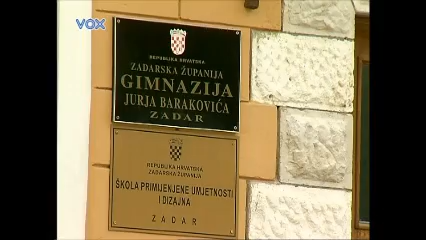 VOX
REPUBLIKA HRVATSKA
ZADARSKA ŽUPANIJA
GIMNAZIJA
JURJA BARAKOVIĆA
ZADAR
REPUBLIKA HRVATSKA
ZADARSKA ŽUPANIJA
ŠKOLA PRIMIJENJENE UMJETNOSTI
I DIZAJNA
ZADAR